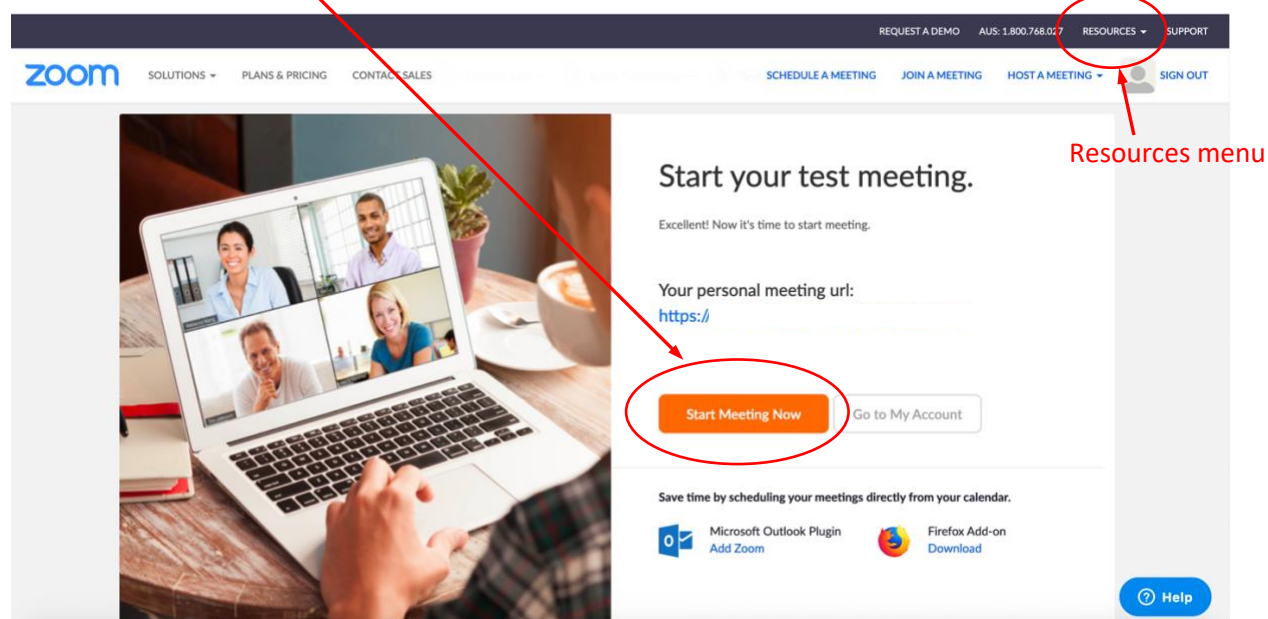 REQUEST A DEMO AUS: 1.800.768.027 RESOURCES SUPPORT
zoom SOLUTIONS PLANS & PRICING CONTACT SALES SCHEDULE A MEETING JOIN A MEETING HOST A MEETING SIGN OUT
Resources menu
Start your test meeting.
Excellent! Now it's time to start meeting.
Your personal meeting url:
https://
Start Meeting Now Go to My Account
Save time by scheduling your meetings directly from your calendar.
Microsoft Outlook Plugin Firefox Add-on
Add Zoom Download
? Help